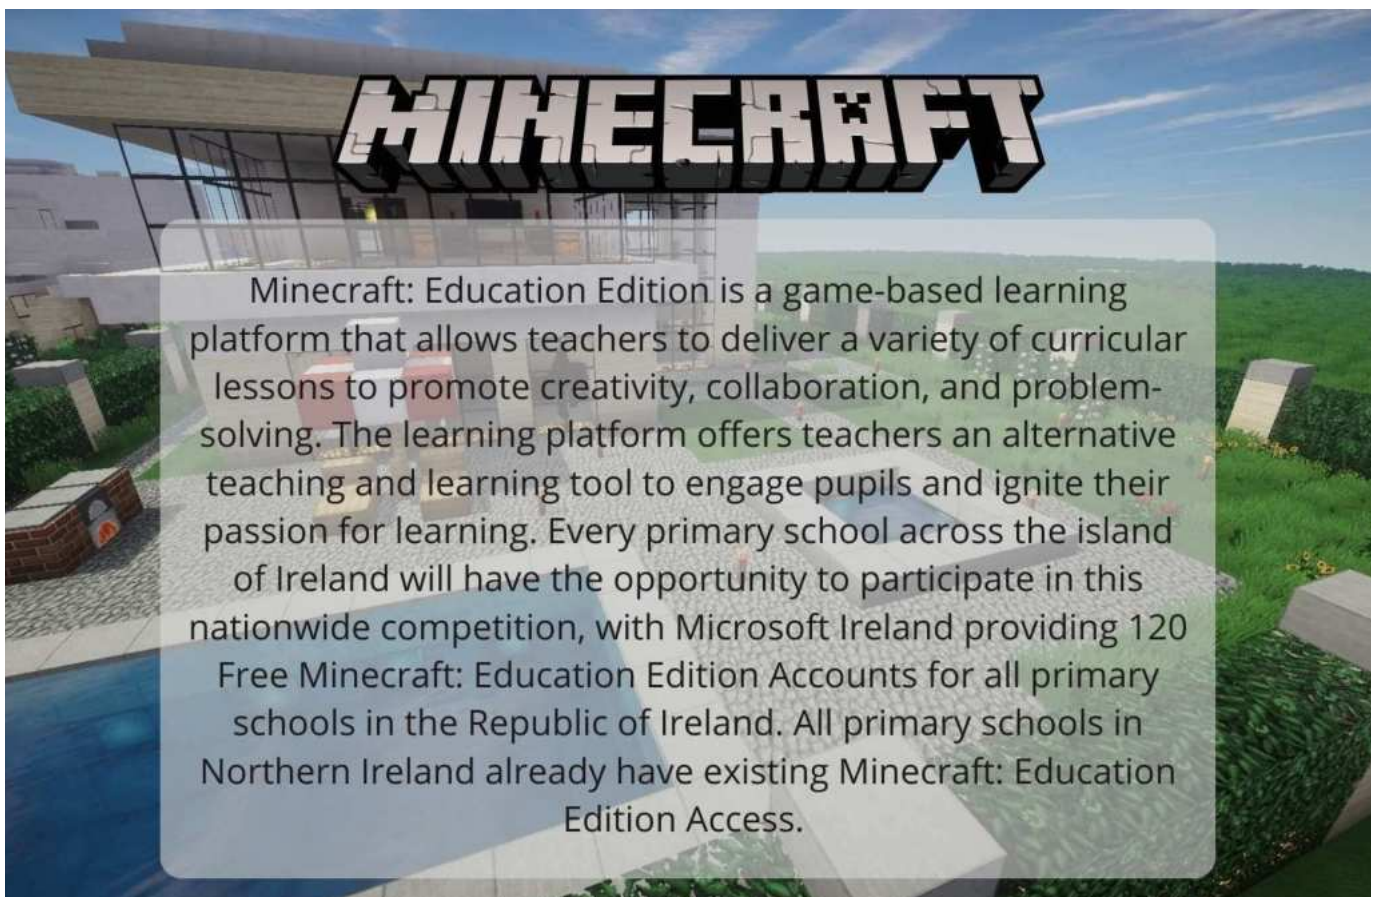 MINECRAFT
Minecraft: Education Edition is a game-based learning
platform that allows teachers to deliver a variety of curricular
lessons to promote creativity, collaboration, and problem-
solving. The learning platform offers teachers an alternative
teaching and learning tool to engage pupils and ignite their
passion for learning. Every primary school across the island
of Ireland will have the opportunity to participate in this
nationwide competition, with Microsoft Ireland providing 120
Free Minecraft: Education Edition Accounts for all primary
schools in the Republic of Ireland. All primary schools in
Northern Ireland already have existing Minecraft: Education
Edition Access.